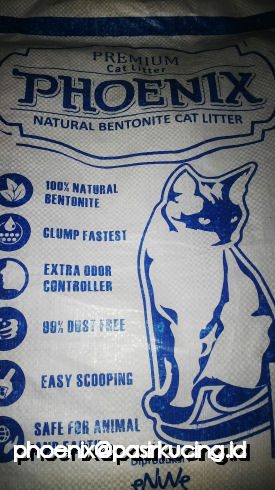 PREMIUM
Cat Litter
PHOENIX
NATURAL BENTONITE CAT LITTER
100% NATURAL
BENTONITE
CLUMP FASTEST
EXTRA ODOR
CONTROLLER
99% DUST FREE
EASY SCOOPING
SAFE FOR ANIMAL
phoenix@pasirkucing.id